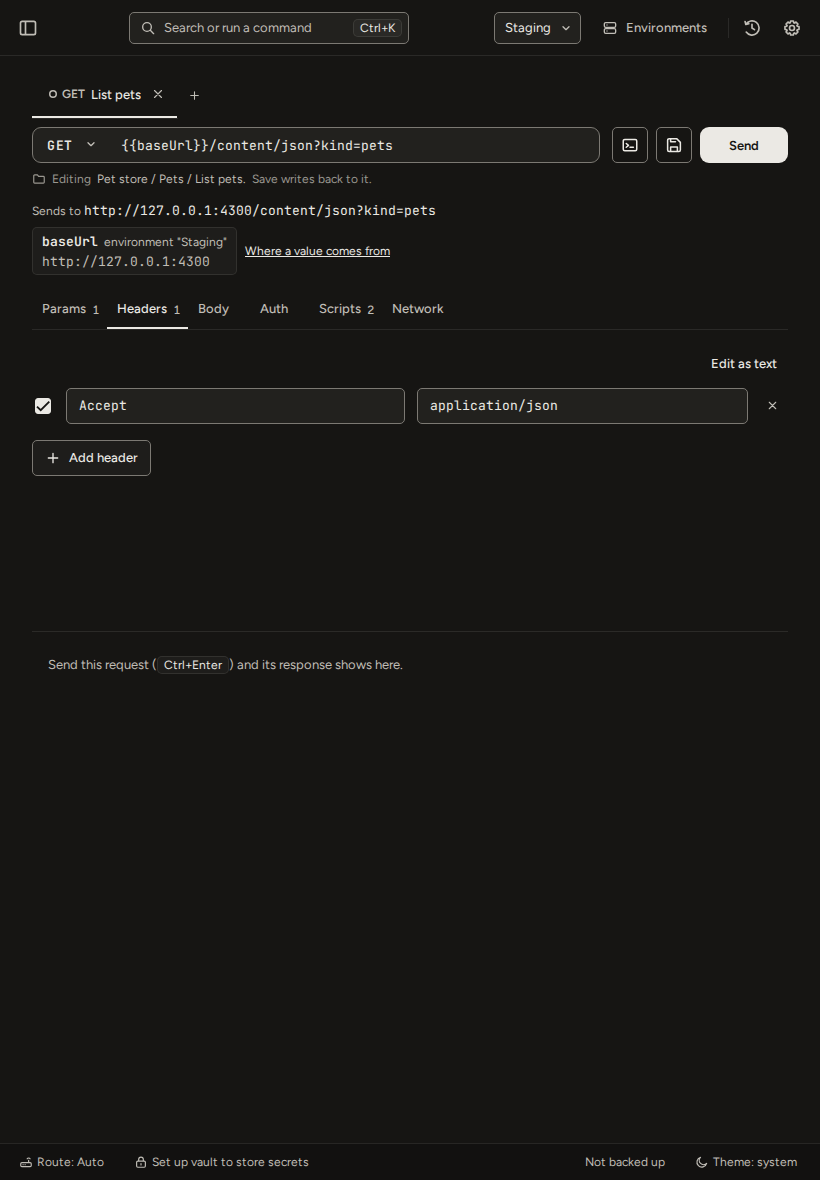 Search or run a command Ctrl+K Staging Environments
GET List pets
GET {{baseUrl}}/content/json?kind=pets Send
Editing Pet store / Pets / List pets. Save writes back to it.
Sends to http://127.0.0.1:4300/content/json?kind=pets
baseUrl environment "Staging"
http://127.0.0.1:4300
Where a value comes from
Params 1 Headers 1 Body Auth Scripts 2 Network
Edit as text
Accept application/json
Add header
Send this request (Ctrl+Enter) and its response shows here.
Route: Auto Set up vault to store secrets Not backed up Theme: system